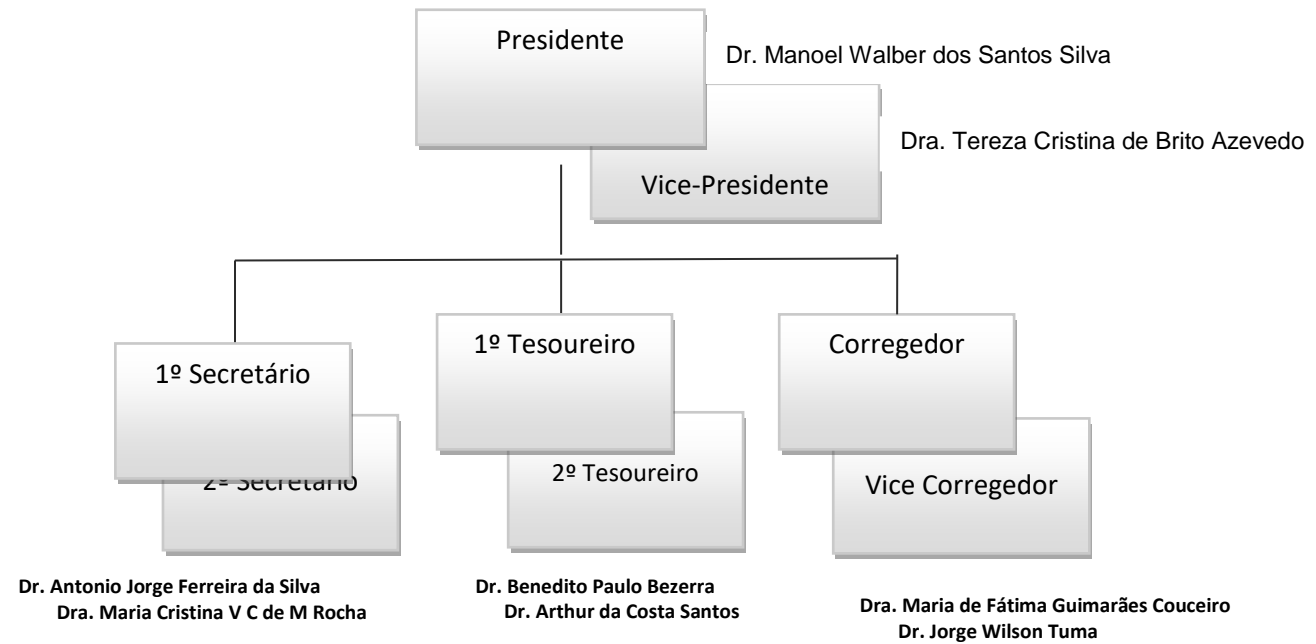 Presidente
Dr. Manoel Walber dos Santos Silva
Dra. Tereza Cristina de Brito Azevedo
Vice-Presidente
1º Secretário
1º Tesoureiro
Corregedor
2º Secretário
2º Tesoureiro
Vice Corregedor
Dr. Antonio Jorge Ferreira da Silva
Dra. Maria Cristina V C de M Rocha
Dr. Benedito Paulo Bezerra
Dr. Arthur da Costa Santos
Dra. Maria de Fátima Guimarães Couceiro
Dr. Jorge Wilson Tuma